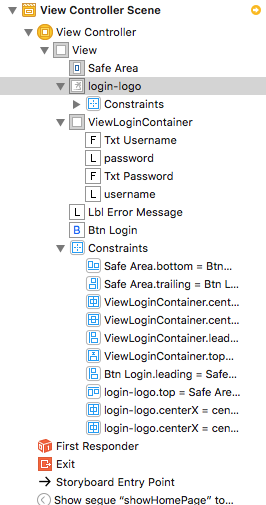 View Controller Scene
View Controller
View
Safe Area
login-logo
Constraints
ViewLoginContainer
F Txt Username
L password
F Txt Password
L username
L Lbl Error Message
B Btn Login
Constraints
Safe Area.bottom = Btn...
Safe Area.trailing = Btn L...
ViewLoginContainer.cent...
ViewLoginContainer.cent...
ViewLoginContainer.lead...
ViewLoginContainer.top...
Btn Login.leading = Safe...
login-logo.top = Safe Are...
login-logo.centerX = cen...
login-logo.centerX = cen...
First Responder
Exit
Storyboard Entry Point
Show segue “showHomePage” to...